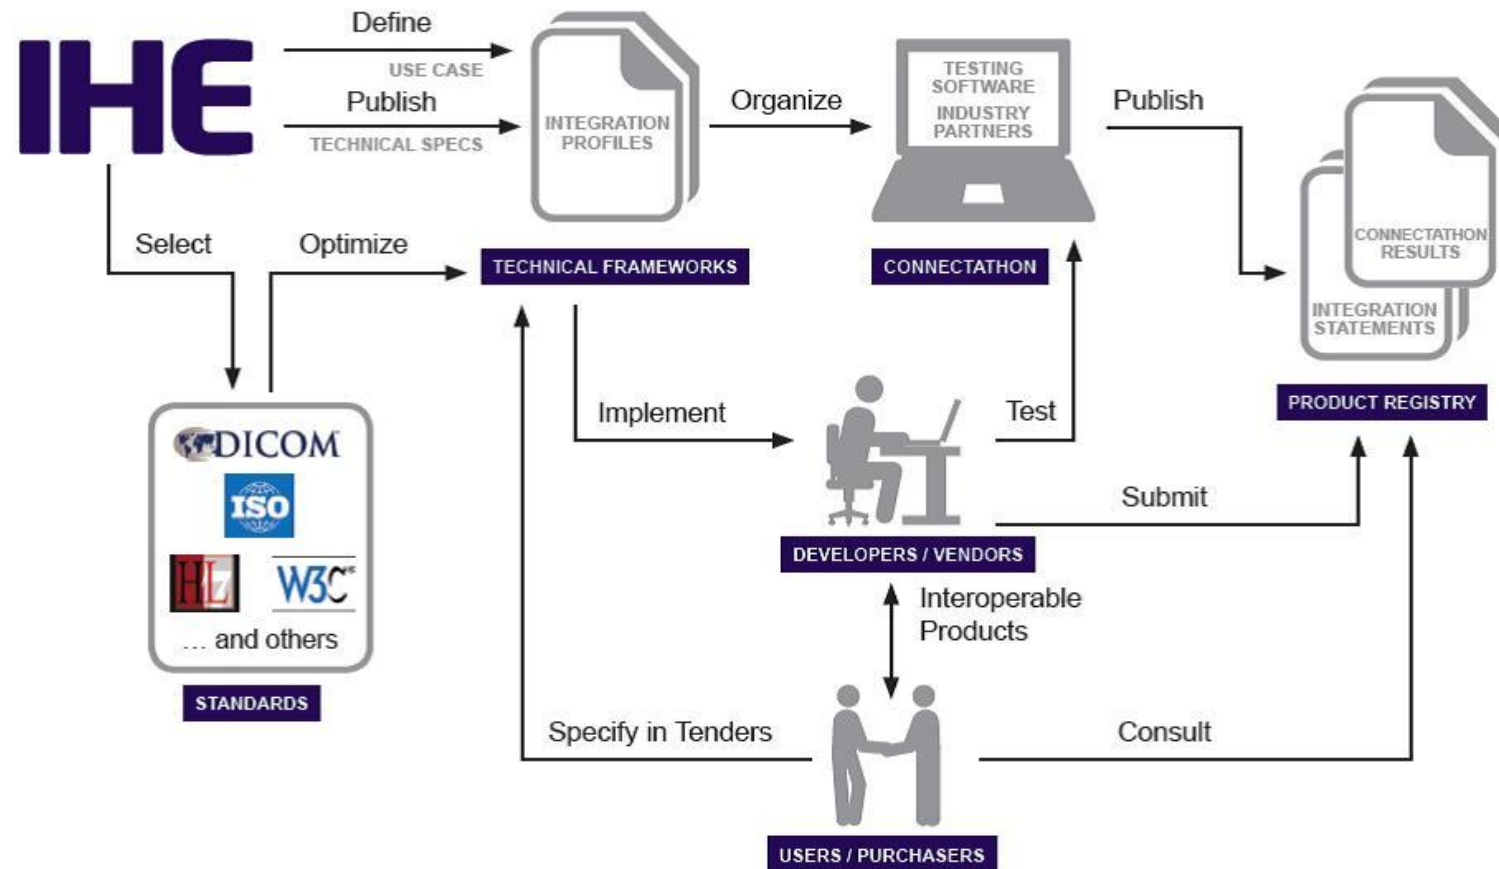 IHE
Define
USE CASE
Publish
TECHNICAL SPECS
INTEGRATION
PROFILES
Organize
TESTING
SOFTWARE
INDUSTRY
PARTNERS
Publish
CONNECTATHON
RESULTS
INTEGRATION
STATEMENTS
Select
Optimize
TECHNICAL FRAMEWORKS
CONNECTATHON
PRODUCT REGISTRY
DICOM
ISO
HL7
W3C
... and others
STANDARDS
Implement
Test
Submit
DEVELOPERS / VENDORS
Interoperable
Products
Specify in Tenders
Consult
USERS / PURCHASERS